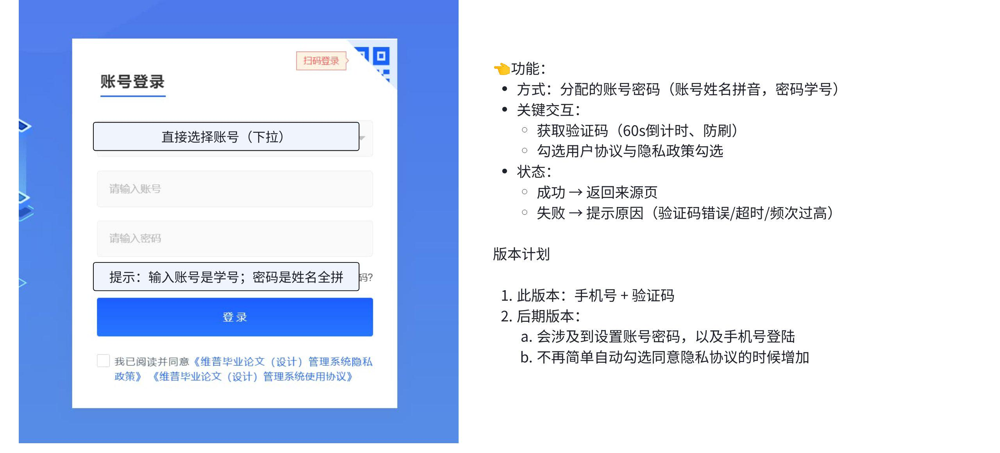 扫码登录
账号登录
直接选择账号（下拉）
请输入账号
请输入密码
提示：输入账号是学号；密码是姓名全拼
码?
登录
我已阅读并同意《维普毕业论文（设计）管理系统隐私
政策》《维普毕业论文（设计）管理系统使用协议》
👈功能：
• 方式：分配的账号密码（账号姓名拼音，密码学号）
• 关键交互：
○ 获取验证码（60s倒计时、防刷）
○ 勾选用户协议与隐私政策勾选
• 状态：
○ 成功 → 返回来源页
○ 失败 → 提示原因（验证码错误/超时/频次过高）
版本计划
1. 此版本：手机号 + 验证码
2. 后期版本：
a. 会涉及到设置账号密码，以及手机号登陆
b. 不再简单自动勾选同意隐私协议的时候增加